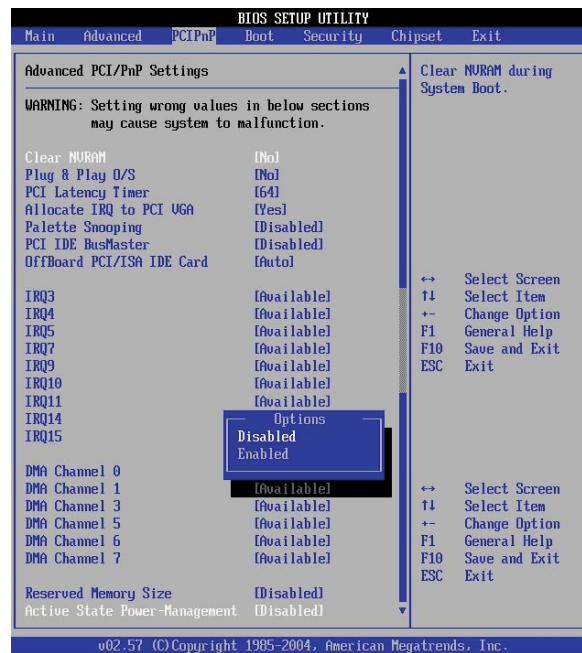 BIOS SETUP UTILITY
Main Advanced PCIPnP Boot Security Chipset Exit
Advanced PCI/PnP Settings
WARNING: Setting wrong values in below sections
may cause system to malfunction.
Clear NVRAM [No]
Plug & Play O/S [No]
PCI Latency Timer [64]
Allocate IRQ to PCI VGA [Yes]
Palette Snooping [Disabled]
PCI IDE BusMaster [Disabled]
OffBoard PCI/ISA IDE Card [Auto]
IRQ3 [Available]
IRQ4 [Available]
IRQ5 [Available]
IRQ7 [Available]
IRQ9 [Available]
IRQ10 [Available]
IRQ11 [Available]
IRQ14
IRQ15
Options
Disabled
Enabled
DMA Channel 0
DMA Channel 1 [Available]
DMA Channel 3 [Available]
DMA Channel 5 [Available]
DMA Channel 6 [Available]
DMA Channel 7 [Available]
Reserved Memory Size [Disabled]
Active State Power-Management [Disabled]
Clear NVRAM during
System Boot.
↔ Select Screen
↑↓ Select Item
+- Change Option
F1 General Help
F10 Save and Exit
ESC Exit
↔ Select Screen
↑↓ Select Item
+- Change Option
F1 General Help
F10 Save and Exit
ESC Exit
v02.57 (C)Copyright 1985-2004, American Megatrends, Inc.